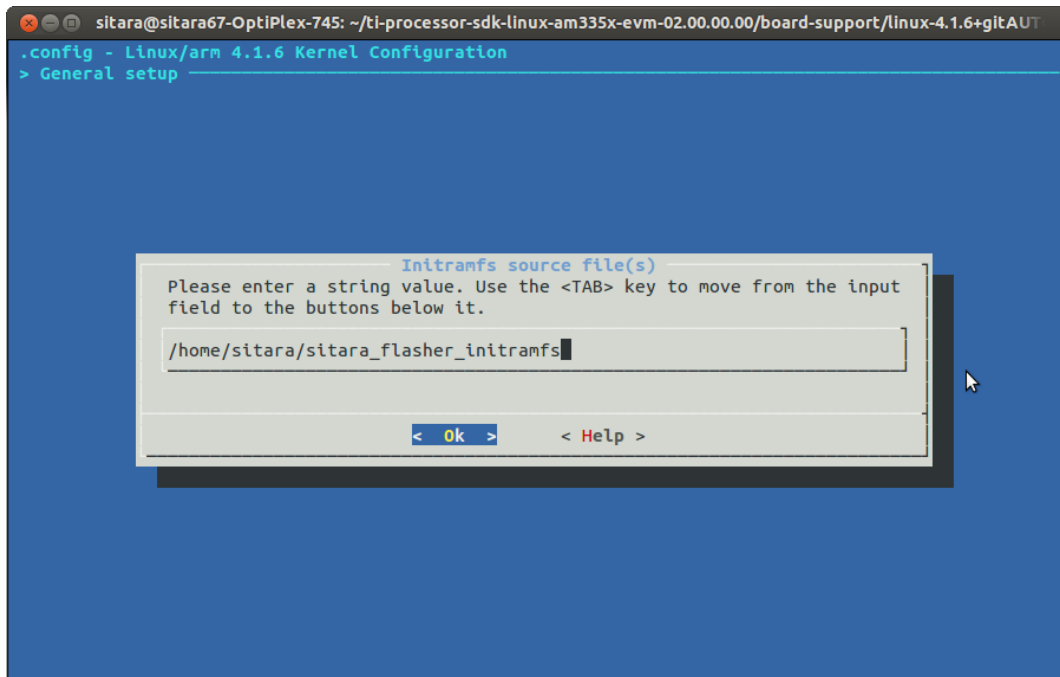 sitara@sitara67-OptiPlex-745: ~/ti-processor-sdk-linux-am335x-evm-02.00.00.00/board-support/linux-4.1.6+gitAUT
.config - Linux/arm 4.1.6 Kernel Configuration
> General setup
Initramfs source file(s)
Please enter a string value. Use the <TAB> key to move from the input
field to the buttons below it.
/home/sitara/sitara_flasher_initramfs
< Ok > < Help >